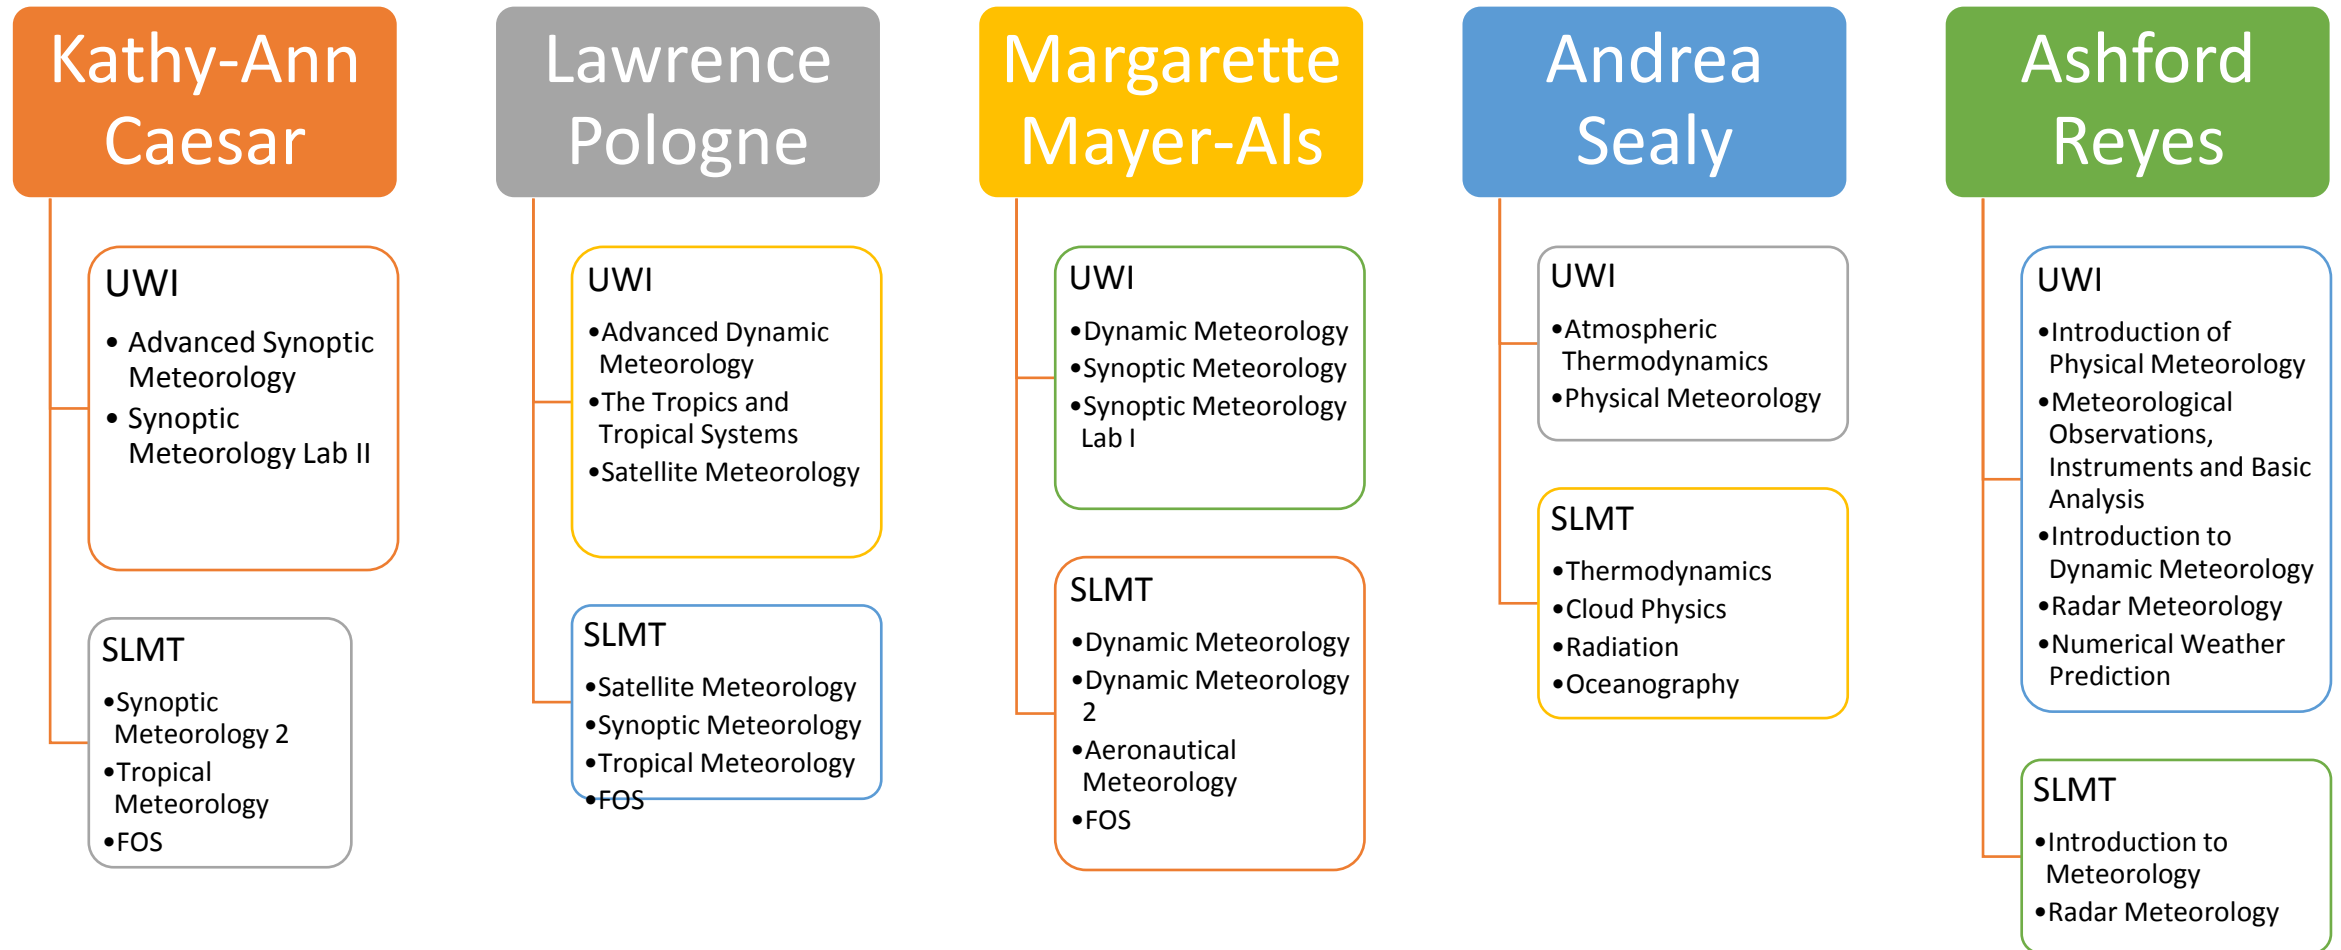 Kathy-Ann
Caesar
UWI
• Advanced Synoptic
Meteorology
• Synoptic
Meteorology Lab II
SLMT
•Synoptic
Meteorology 2
•Tropical
Meteorology
•FOS
Lawrence
Pologne
UWI
•Advanced Dynamic
Meteorology
•The Tropics and
Tropical Systems
•Satellite Meteorology
SLMT
•Satellite Meteorology
•Synoptic Meteorology
•Tropical Meteorology
•FOS
Margarette
Mayer-Als
UWI
•Dynamic Meteorology
•Synoptic Meteorology
•Synoptic Meteorology
Lab I
SLMT
•Dynamic Meteorology
•Dynamic Meteorology
2
•Aeronautical
Meteorology
•FOS
Andrea
Sealy
UWI
•Atmospheric
Thermodynamics
•Physical Meteorology
SLMT
•Thermodynamics
•Cloud Physics
•Radiation
•Oceanography
Ashford
Reyes
UWI
•Introduction of
Physical Meteorology
•Meteorological
Observations,
Instruments and Basic
Analysis
•Introduction to
Dynamic Meteorology
•Radar Meteorology
•Numerical Weather
Prediction
SLMT
•Introduction to
Meteorology
•Radar Meteorology